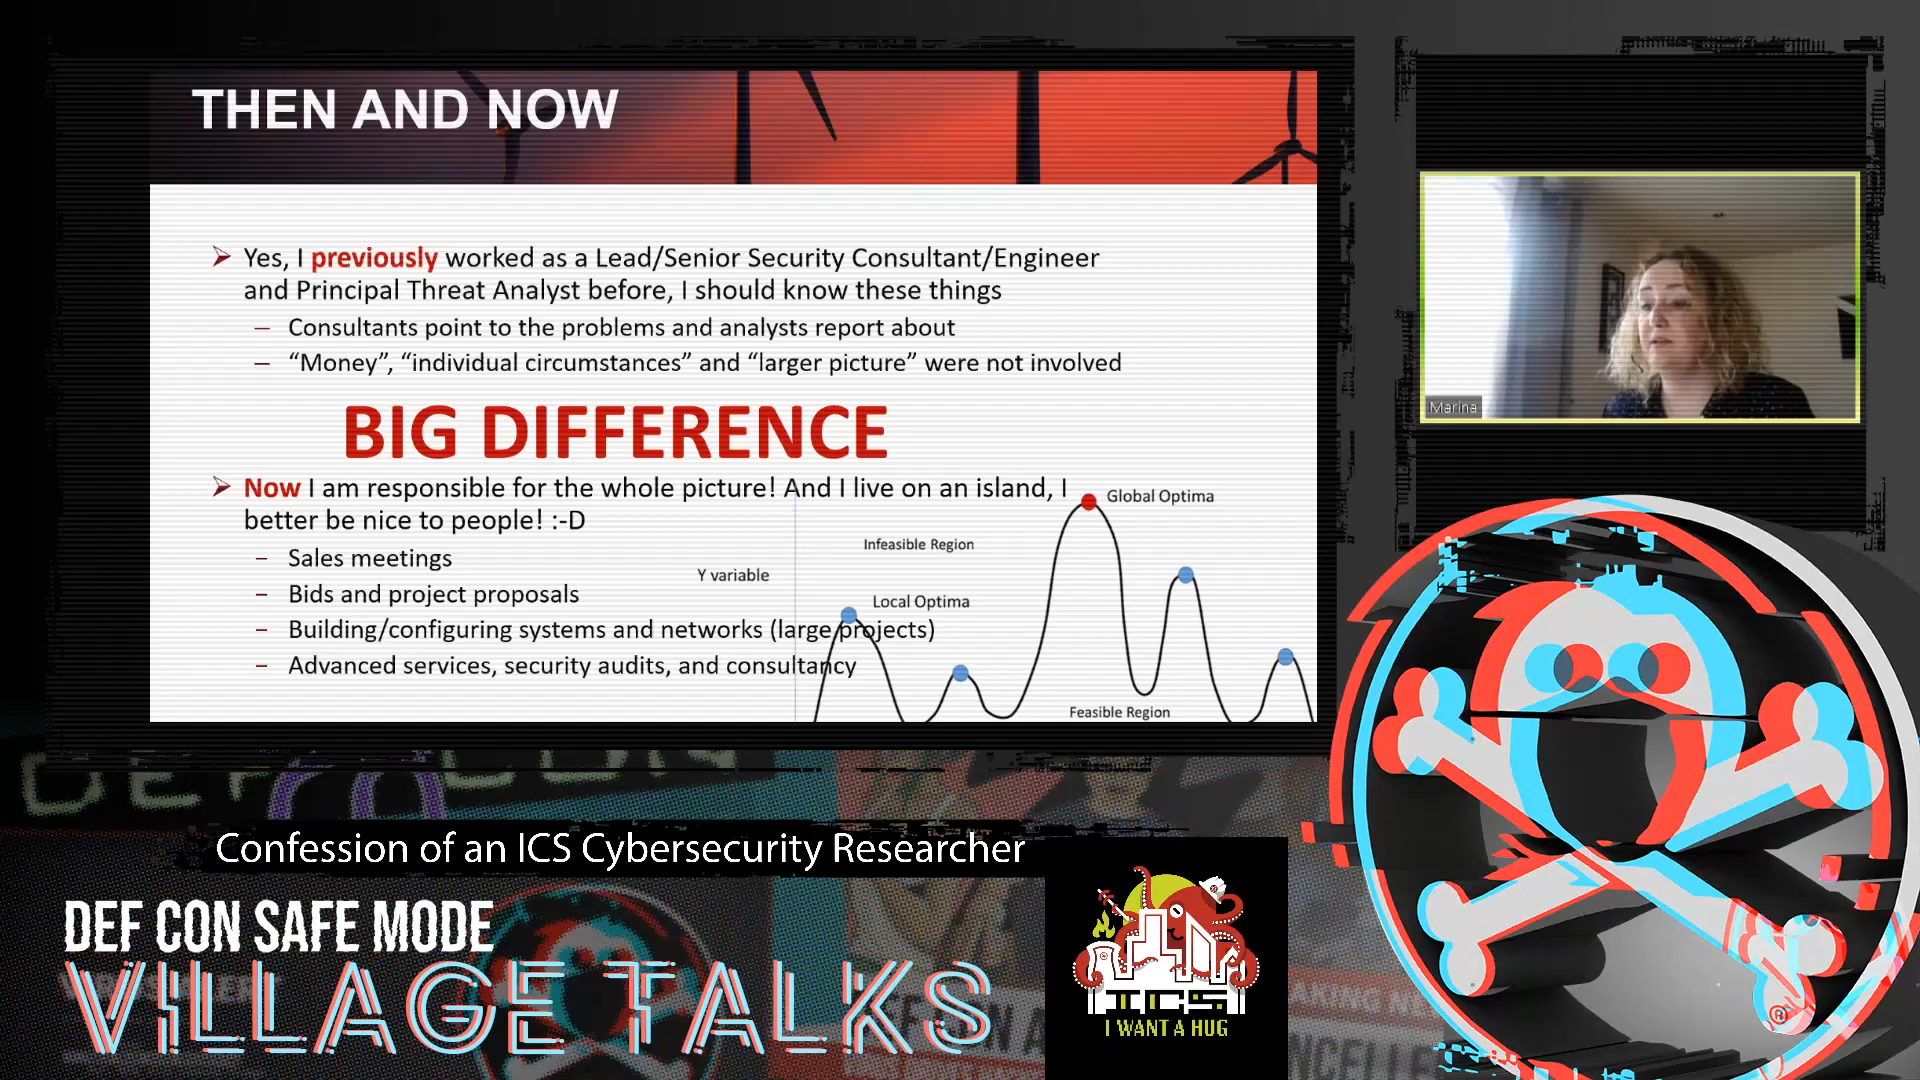 THEN AND NOW
Yes, I previously worked as a Lead/Senior Security Consultant/Engineer
and Principal Threat Analyst before, I should know these things
– Consultants point to the problems and analysts report about
– “Money”, “individual circumstances” and “larger picture” were not involved
BIG DIFFERENCE
Now I am responsible for the whole picture! And I live on an island, I
better be nice to people! :-D
– Sales meetings
– Bids and project proposals
– Building/configuring systems and networks (large projects)
– Advanced services, security audits, and consultancy
Global Optima
Infeasible Region
Y variable
Local Optima
Feasible Region
Marina
Confession of an ICS Cybersecurity Researcher
DEF CON SAFE MODE
VILLAGE TALKS
ICS
I WANT A HUG
DEF CON
®